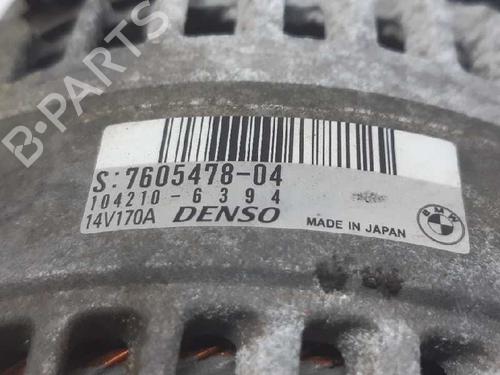 B-PARTS
S: 7605478-04
104210-6394
14V170A DENSO MADE IN JAPAN
BMW